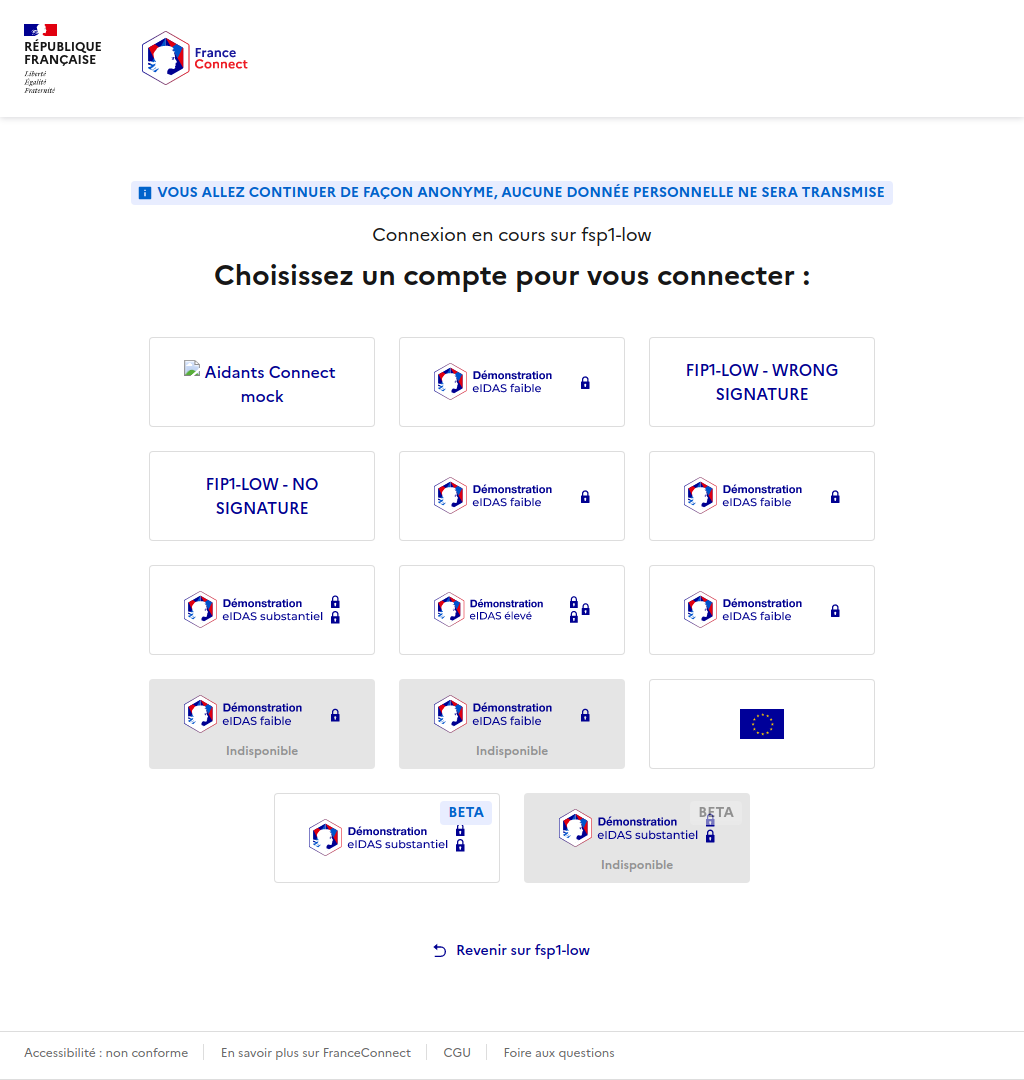 RÉPUBLIQUE
FRANÇAISE
Liberté
Égalité
Fraternité
France
Connect
VOUS ALLEZ CONTINUER DE FAÇON ANONYME, AUCUNE DONNÉE PERSONNELLE NE SERA TRANSMISE
Connexion en cours sur fsp1-low
Choisissez un compte pour vous connecter :
Aidants Connect
mock
Démonstration
eIDAS faible
FIP1-LOW - WRONG
SIGNATURE
FIP1-LOW - NO
SIGNATURE
Démonstration
eIDAS faible
Démonstration
eIDAS faible
Démonstration
eIDAS substantiel
Démonstration
eIDAS élevé
Démonstration
eIDAS faible
Démonstration
eIDAS faible
Indisponible
Démonstration
eIDAS faible
Indisponible
BETA
Démonstration
eIDAS substantiel
BETA
Démonstration
eIDAS substantiel
Indisponible
Revenir sur fsp1-low
Accessibilité : non conforme
En savoir plus sur FranceConnect
CGU
Foire aux questions